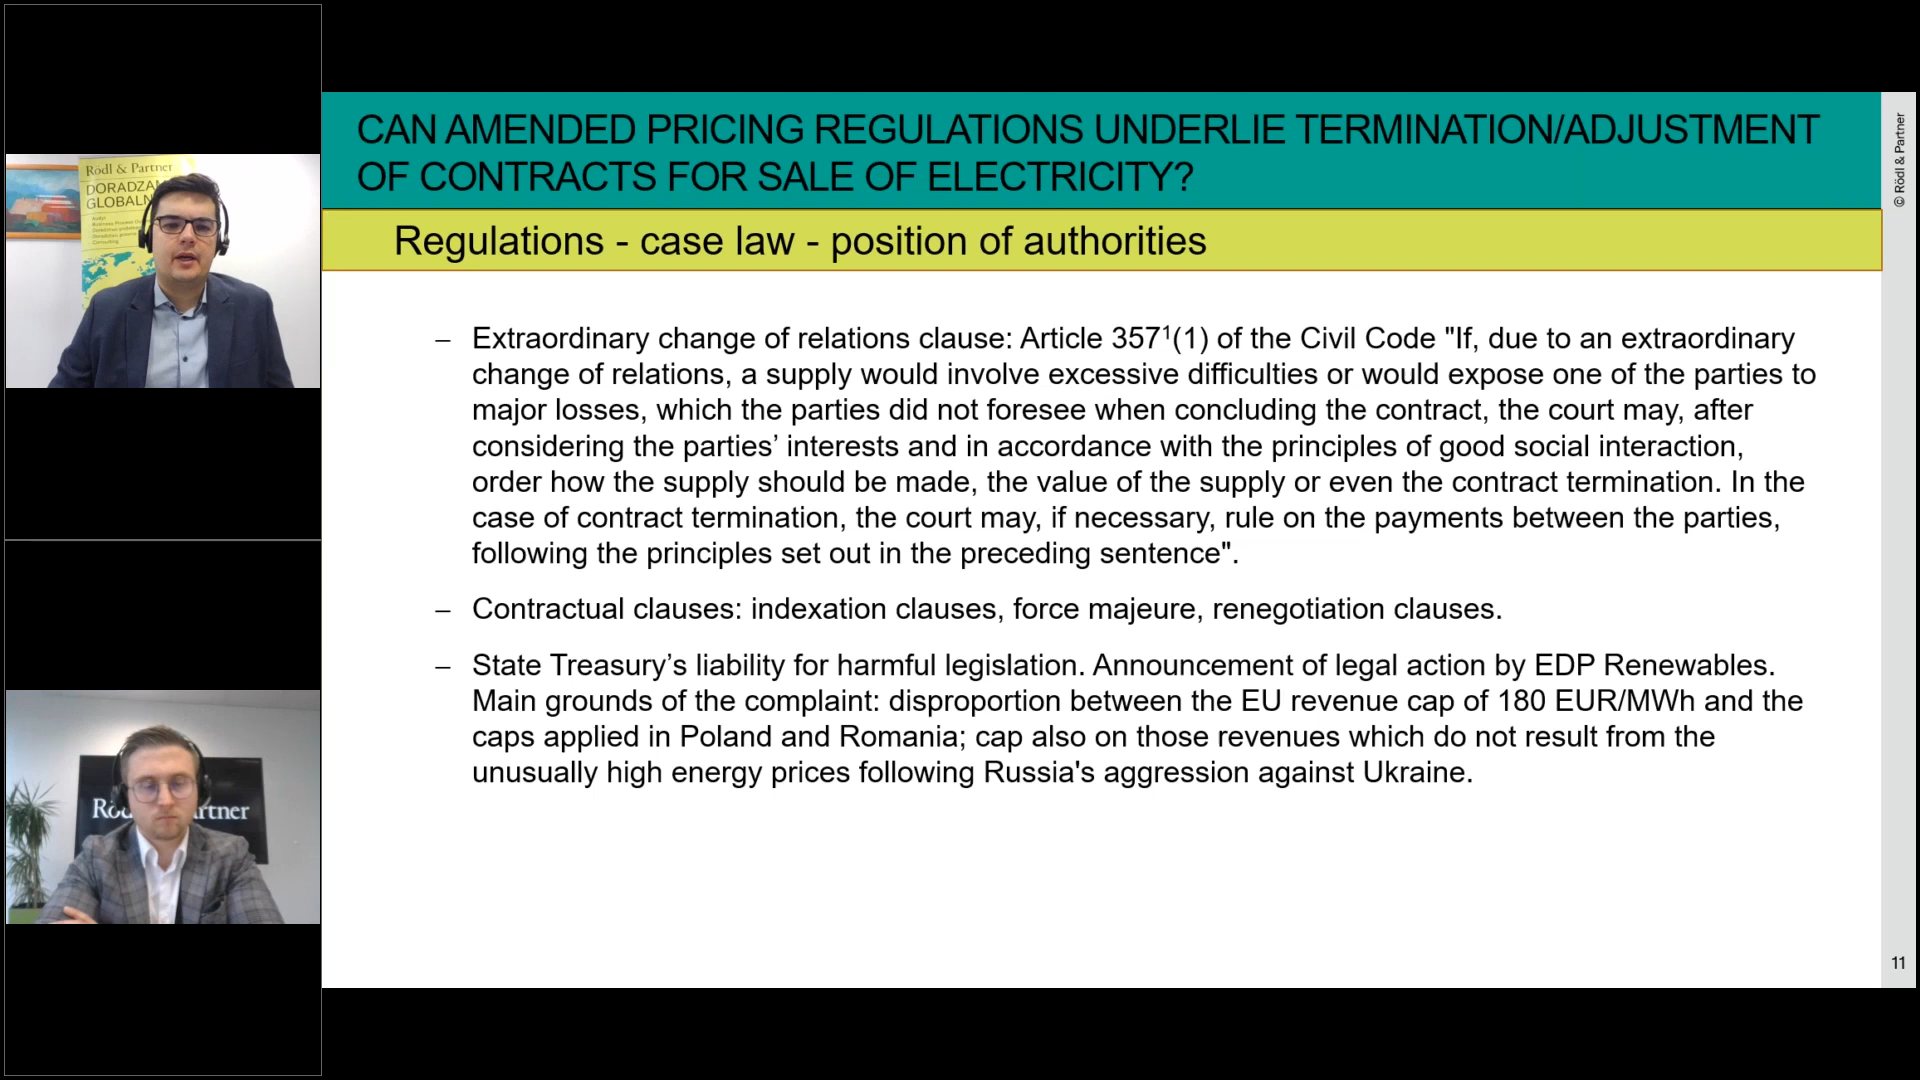 CAN AMENDED PRICING REGULATIONS UNDERLIE TERMINATION/ADJUSTMENT
OF CONTRACTS FOR SALE OF ELECTRICITY?
Regulations - case law - position of authorities
– Extraordinary change of relations clause: Article 357¹(1) of the Civil Code "If, due to an extraordinary
change of relations, a supply would involve excessive difficulties or would expose one of the parties to
major losses, which the parties did not foresee when concluding the contract, the court may, after
considering the parties’ interests and in accordance with the principles of good social interaction,
order how the supply should be made, the value of the supply or even the contract termination. In the
case of contract termination, the court may, if necessary, rule on the payments between the parties,
following the principles set out in the preceding sentence".
– Contractual clauses: indexation clauses, force majeure, renegotiation clauses.
– State Treasury’s liability for harmful legislation. Announcement of legal action by EDP Renewables.
Main grounds of the complaint: disproportion between the EU revenue cap of 180 EUR/MWh and the
caps applied in Poland and Romania; cap also on those revenues which do not result from the
unusually high energy prices following Russia's aggression against Ukraine.
© Rödl & Partner
11
Rödl & Partner
DORADZAM
GLOBALN
Rö
rtner